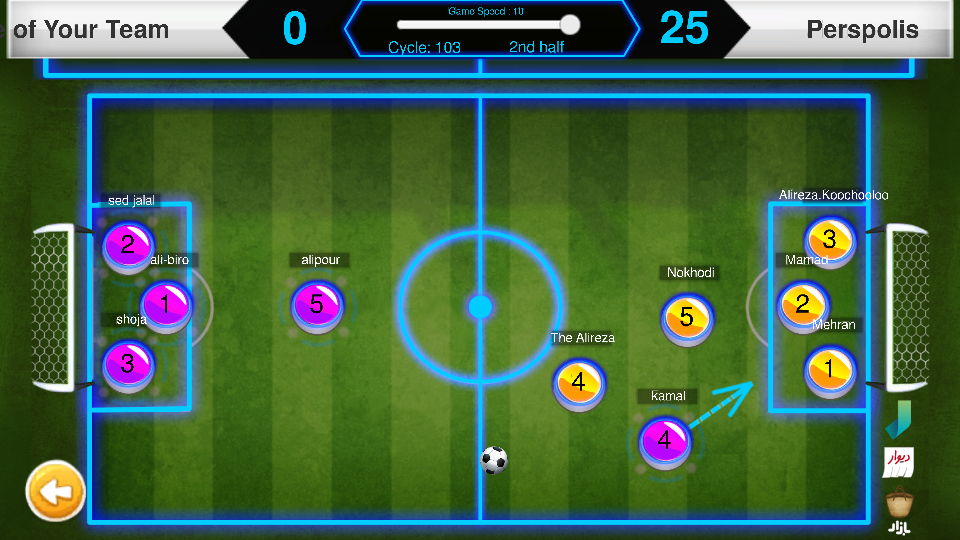 of Your Team
0
Game Speed : 10
Cycle: 103
2nd half
25
Perspolis
sed jalal
2
ali-biro
1
shoja
3
alipour
5
The Alireza
4
Nokhodi
5
kamal
4
Alireza.Koochooloo
3
Mamad
2
Mehran
1
دیوار
بازار